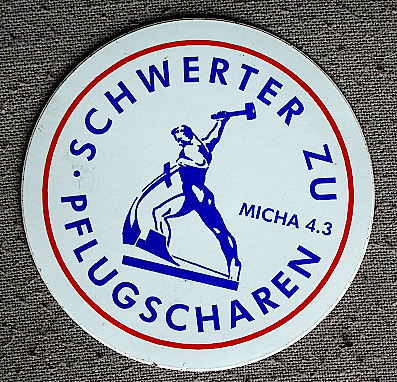 SCHWERTER ZU
PFLUGSCHAREN
MICHA 4.3